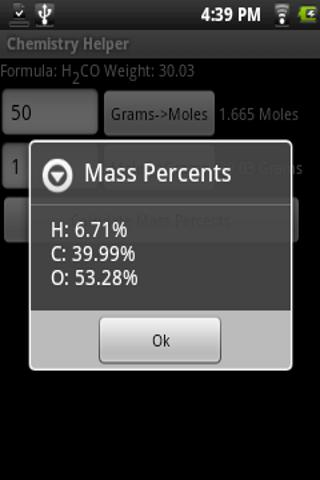 4:39 PM
Chemistry Helper
Formula: H2CO Weight: 30.03
50 Grams->Moles 1.665 Moles
1
Mass Percents
H: 6.71%
C: 39.99%
O: 53.28%
Ok